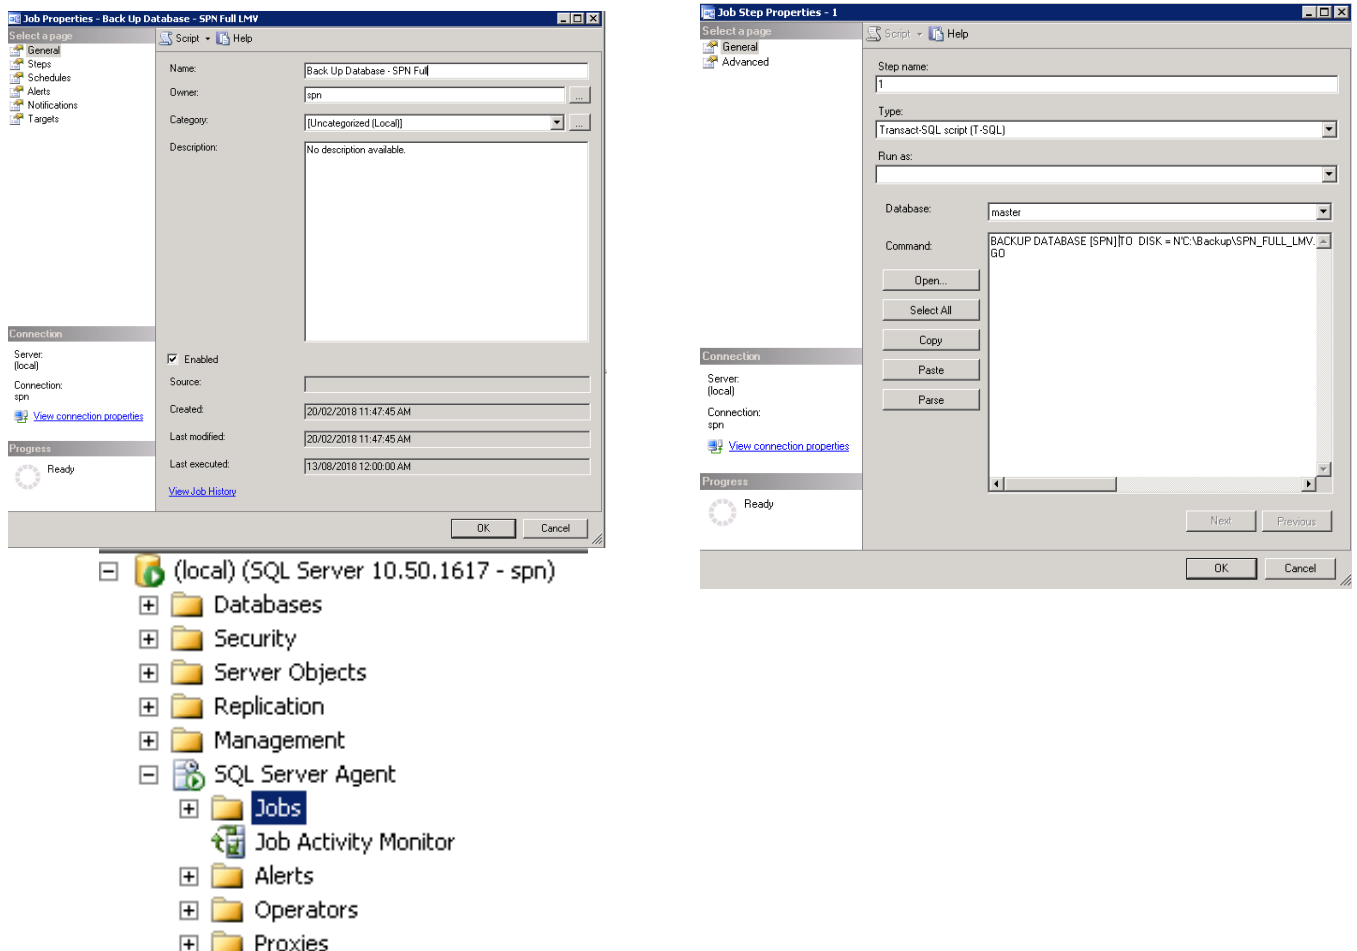 Job Properties - Back Up Database - SPN Full LMV
Select a page
General
Steps
Schedules
Alerts
Notifications
Targets
Script
Help
Name:
Back Up Database - SPN Full
Owner:
spn
...
Category:
[Uncategorized (Local)]
...
Description:
No description available.
Enabled
Source:
Created:
20/02/2018 11:47:45 AM
Last modified:
20/02/2018 11:47:45 AM
Last executed:
13/08/2018 12:00:00 AM
View Job History
Connection
Server:
(local)
Connection:
spn
View connection properties
Progress
Ready
OK
Cancel
Job Step Properties - 1
Select a page
General
Advanced
Script
Help
Step name:
1
Type:
Transact-SQL script (T-SQL)
Run as:
Database:
master
Command:
BACKUP DATABASE [SPN] TO  DISK = N'C:\Backup\SPN_FULL_LMV.
GO
Open...
Select All
Copy
Paste
Parse
Connection
Server:
(local)
Connection:
spn
View connection properties
Progress
Ready
Next
Previous
OK
Cancel
(local) (SQL Server 10.50.1617 - spn)
Databases
Security
Server Objects
Replication
Management
SQL Server Agent
Jobs
Job Activity Monitor
Alerts
Operators
Proxies